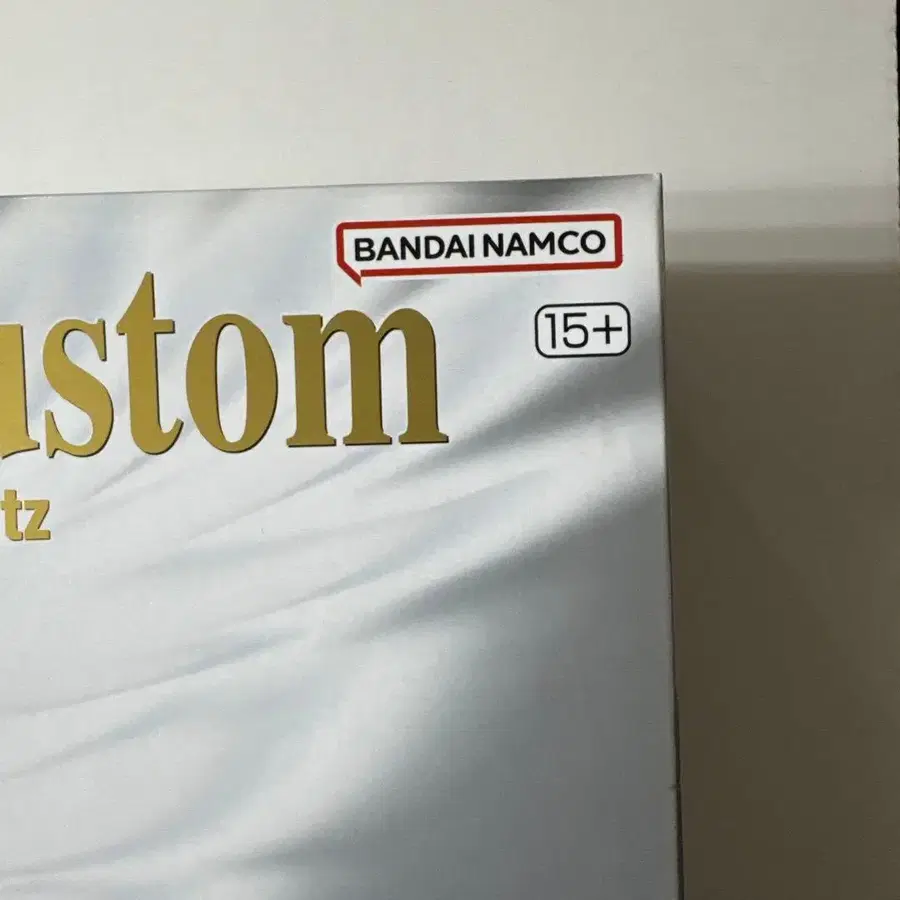 BANDAI NAMCO
15+
ustom
tz